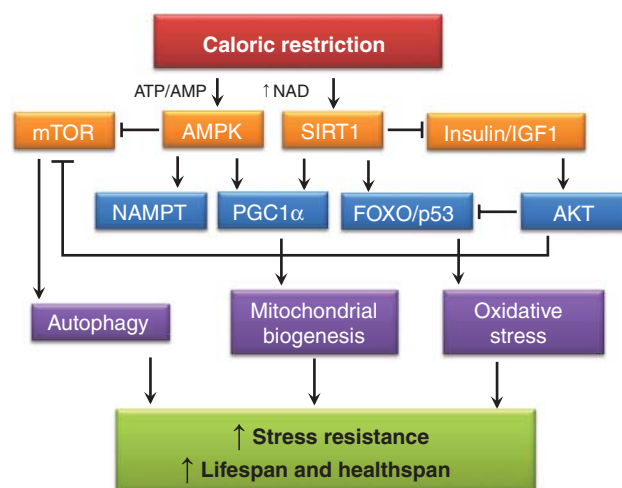 Caloric restriction
ATP/AMP
↑NAD
mTOR
AMPK
SIRT1
Insulin/IGF1
NAMPT
PGC1α
FOXO/p53
AKT
Autophagy
Mitochondrial
biogenesis
Oxidative
stress
↑ Stress resistance
↑ Lifespan and healthspan